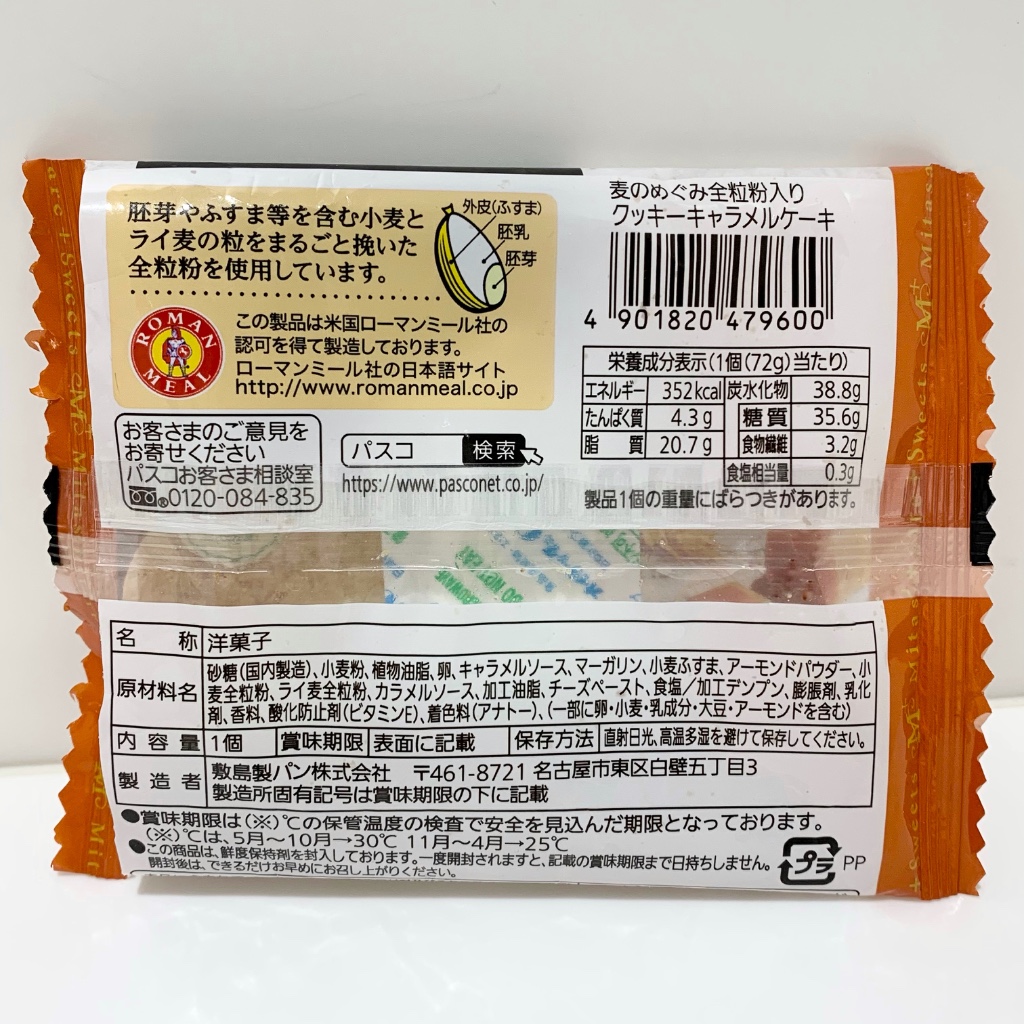 胚芽やふすま等を含む小麦と
ライ麦の粒をまるごと挽いた
全粒粉を使用しています。
外皮(ふすま)
胚乳
胚芽
ROMAN MEAL
この製品は米国ローマンミール社の
認可を得て製造しております。
ローマンミール社の日本語サイト
http://www.romanmeal.co.jp
お客さまのご意見を
お寄せください
パスコお客さま相談室
0120-084-835
パスコ 検索
https://www.pasconet.co.jp/
麦のめぐみ全粒粉入り
クッキーキャラメルケーキ
4 901820 479600
栄養成分表示(1個(72g)当たり)
エネルギー 352kcal 炭水化物 38.8g
たんぱく質 4.3g 糖質 35.6g
脂質 20.7g 食物繊維 3.2g
食塩相当量 0.3g
製品1個の重量にばらつきがあります。
名称 洋菓子
原材料名 砂糖(国内製造)、小麦粉、植物油脂、卵、キャラメルソース、マーガリン、小麦ふすま、アーモンドパウダー、小
麦全粒粉、ライ麦全粒粉、カラメルソース、加工油脂、チーズペースト、食塩/加工デンプン、膨脹剤、乳化
剤、香料、酸化防止剤(ビタミンE)、着色料(アナトー)、(一部に卵・小麦・乳成分・大豆・アーモンドを含む)
内容量 1個 賞味期限 表面に記載 保存方法 直射日光、高温多湿を避けて保存してください。
製造者 敷島製パン株式会社 〒461-8721 名古屋市東区白壁五丁目3
製造所固有記号は賞味期限の下に記載
●賞味期限は(※)℃の保管温度の検査で安全を見込んだ期限となっております。
(※)℃は、5月~10月→30℃ 11月~4月→25℃
●この商品は、鮮度保持剤を封入しております。一度開封されますと、記載の賞味期限まで日持ちしません。
開封後は、できるだけお早めにお召し上がりください。
プラ PP